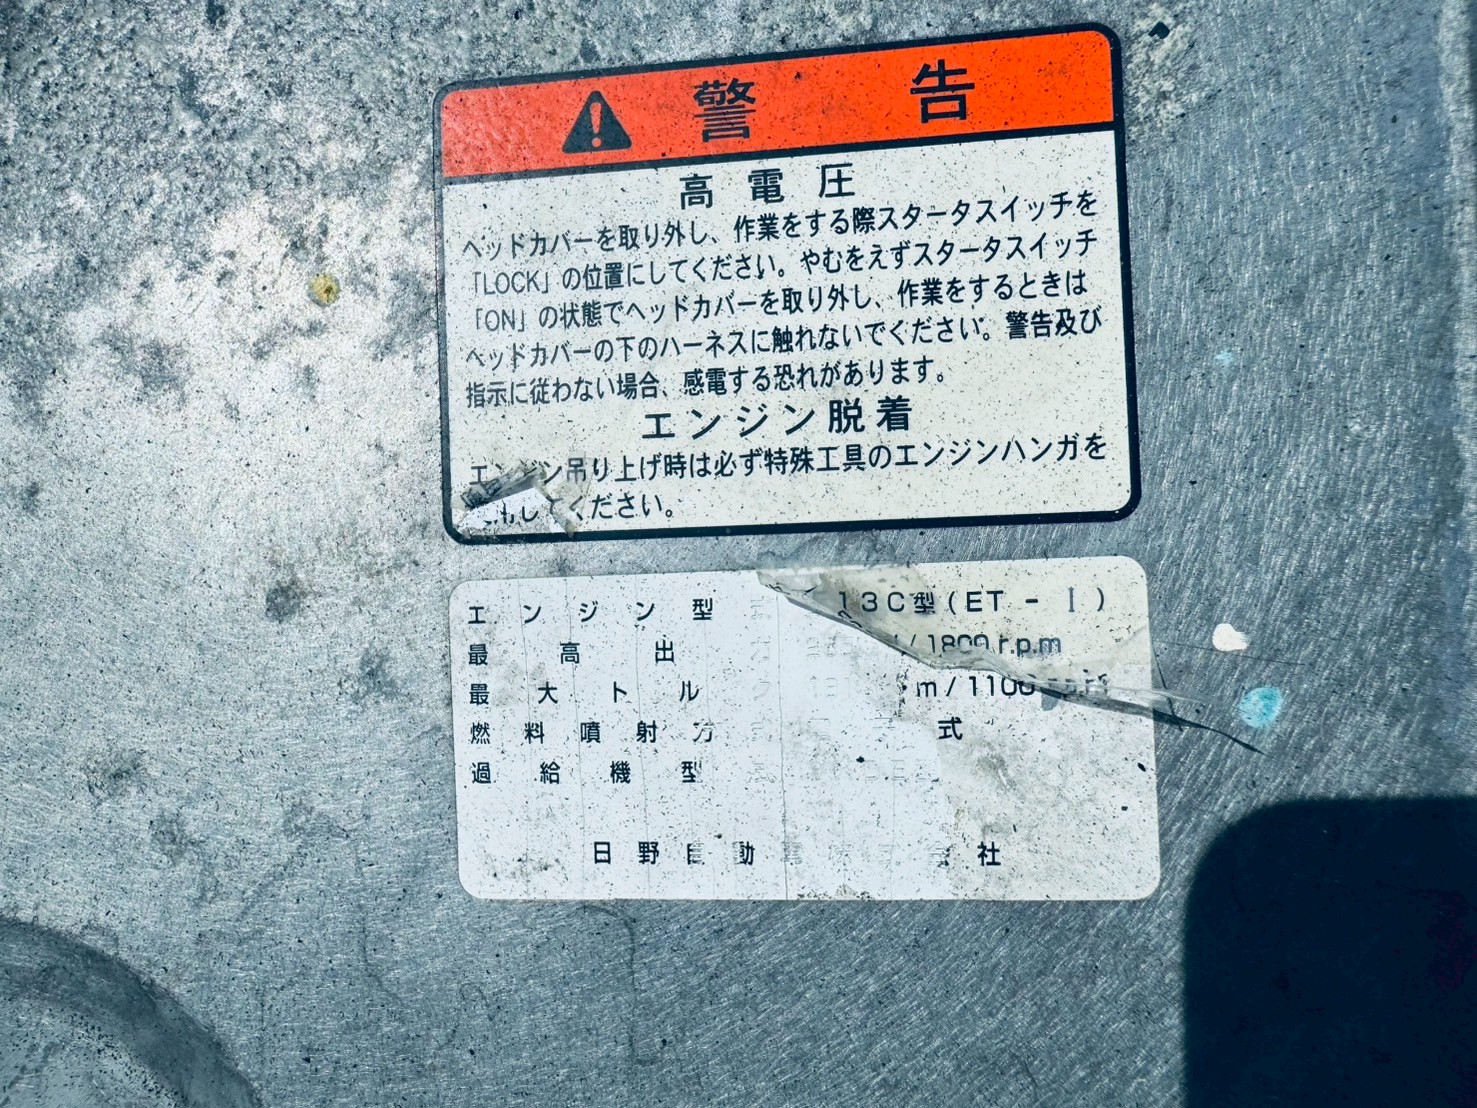 警告
高電圧
ヘッドカバーを取り外し、作業をする際スタータスイッチを
「LOCK」の位置にしてください。やむをえずスタータスイッチ
「ON」の状態でヘッドカバーを取り外し、作業をするときは
ヘッドカバーの下のハーネスに触れないでください。警告及び
指示に従わない場合、感電する恐れがあります。
エンジン脱着
エンジン吊り上げ時は必ず特殊工具のエンジンハンガを
してください。
エンジン型 13C型(ET-I)
最高出 /1800r.p.m
最大トル m/1100
燃料噴射方 式
過給機型
日野自動 会社